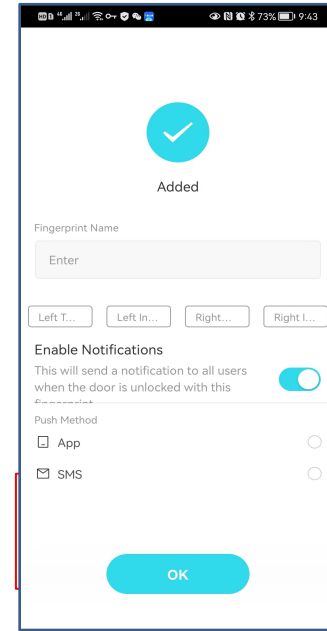 73% 9:43
Added
Fingerprint Name
Enter
Left T... Left In... Right... Right I...
Enable Notifications
This will send a notification to all users
when the door is unlocked with this
fingerprint
Push Method
App
SMS
OK